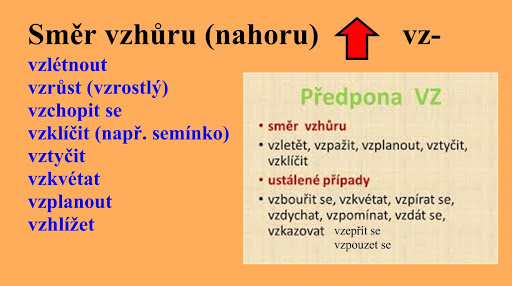 Směr vzhůru (nahoru) vz-
vzlétnout
vzrůst (vzrostlý)
vzchopit se
vzklíčit (např. semínko)
vztyčit
vzkvétat
vzplanout
vzhlížet
Předpona VZ
• směr vzhůru
• vzletět, vzpažit, vzplanout, vztyčit,
vzklíčit
• ustálené případy
• vzbouřit se, vzkvétat, vzpírat se,
vzdychat, vzpomínat, vzdát se,
vzkazovat vzepřít se
vzpouzet se